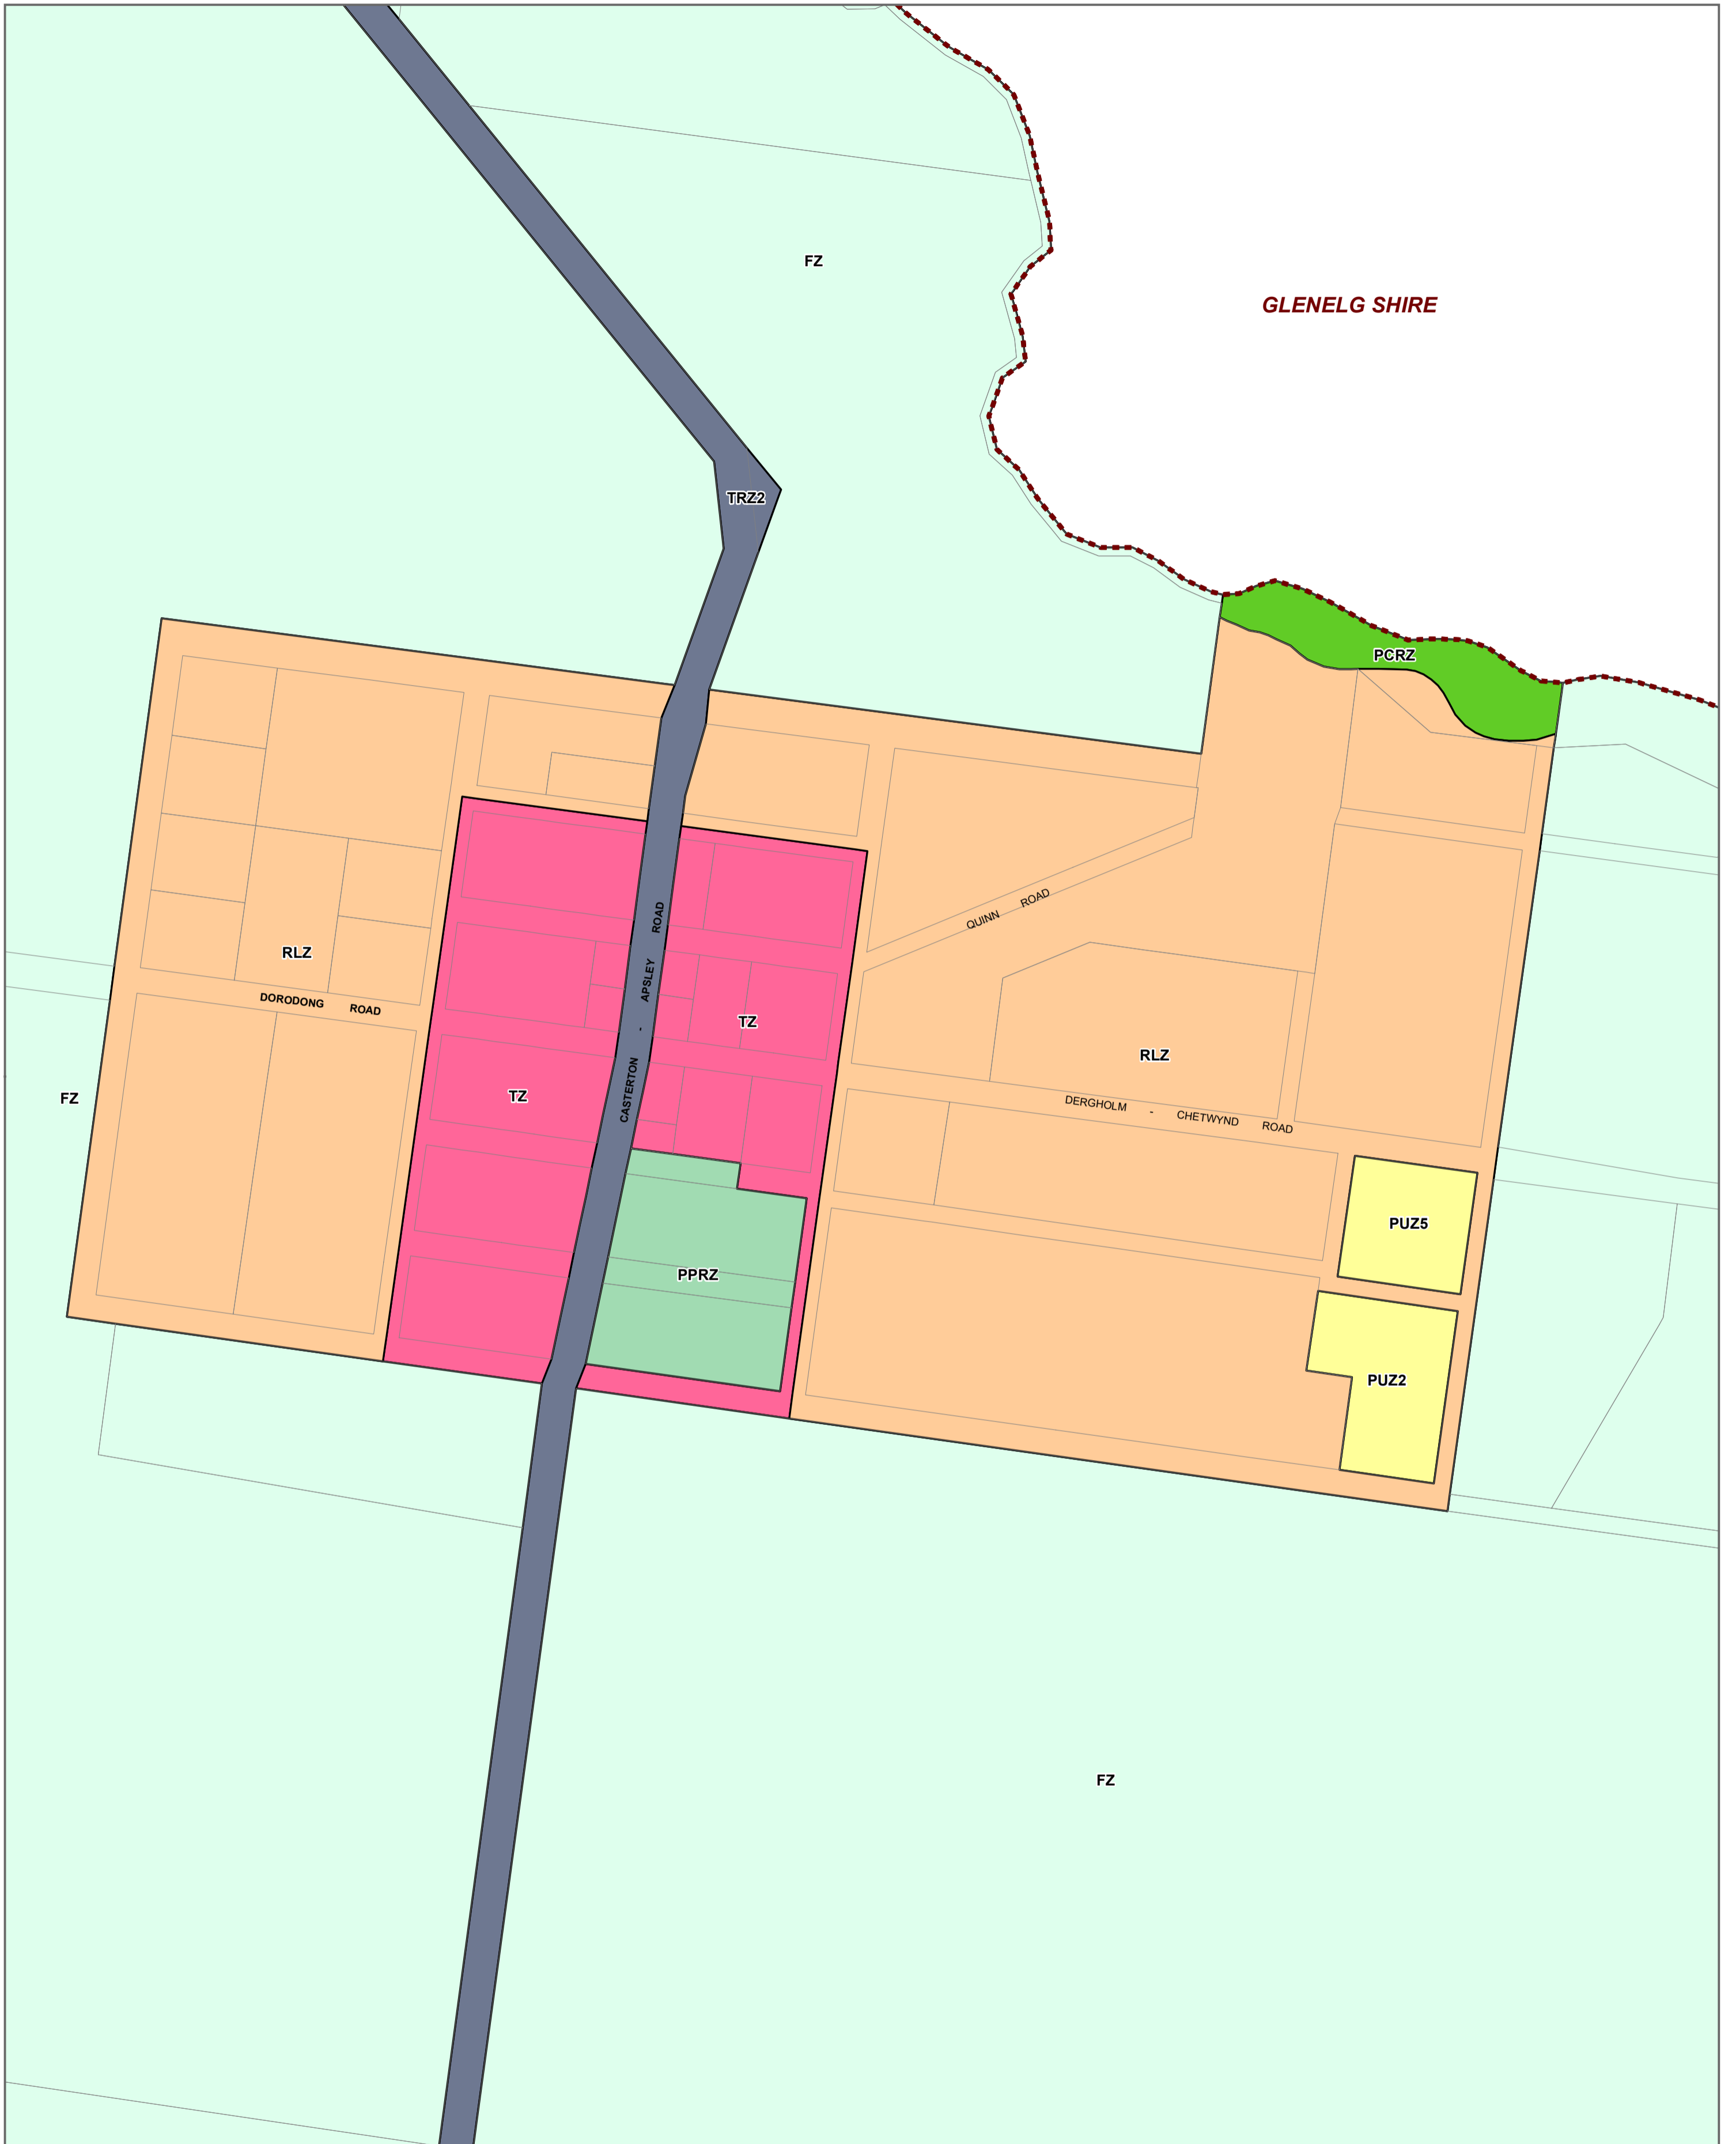 FZ
GLENELG SHIRE
TRZ2
PCRZ
QUINN ROAD
CASTERTON - APSLEY ROAD
RLZ
DORODONG ROAD
TZ
RLZ
FZ
TZ
DERGHOLM - CHETWYND ROAD
PUZ5
PPRZ
PUZ2
FZ